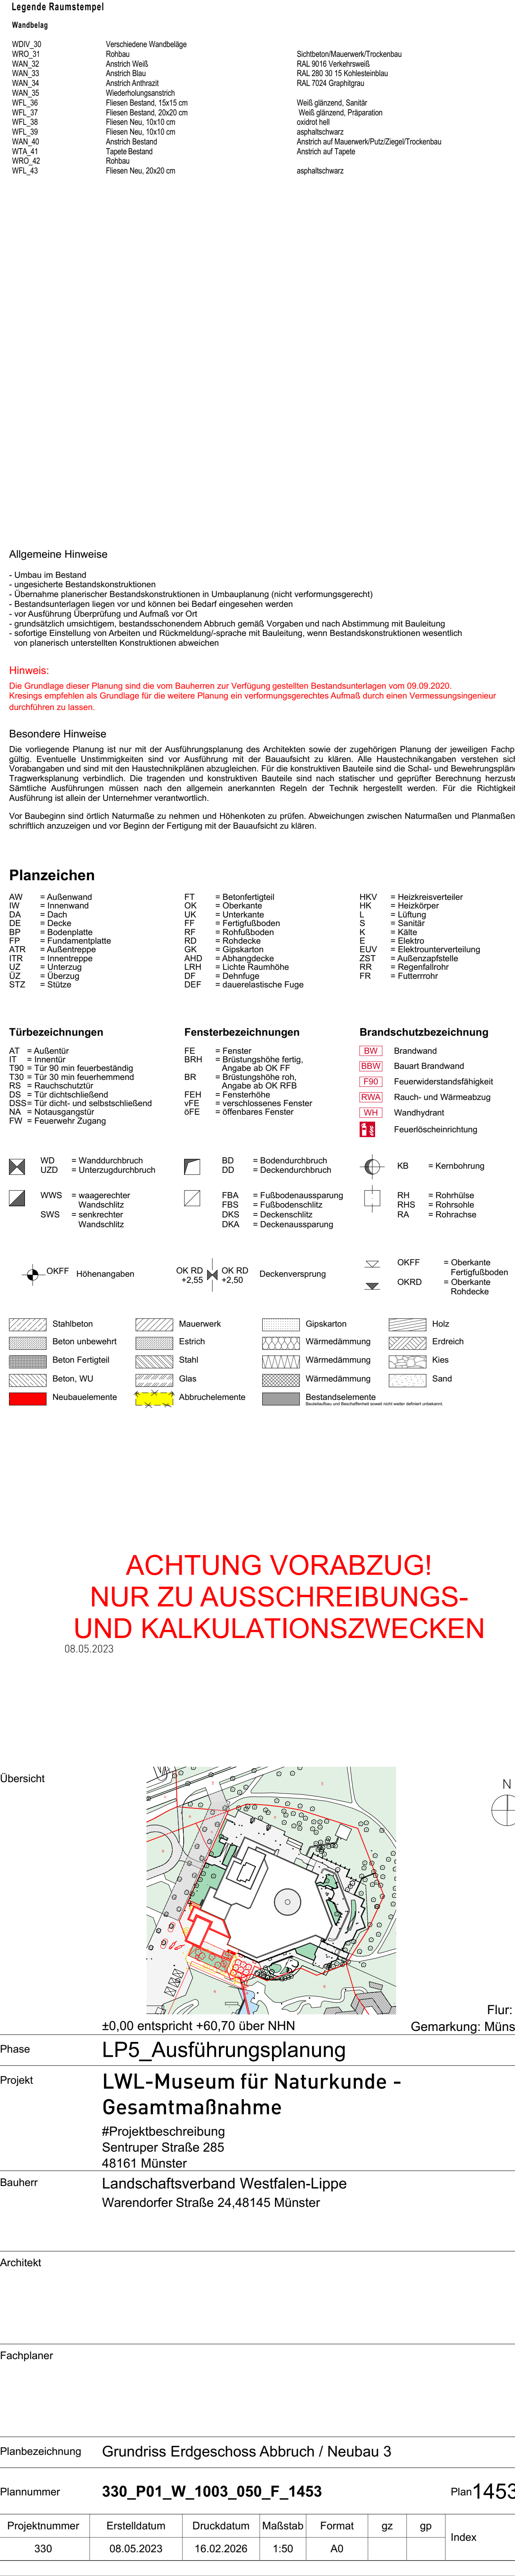 Legende Raumstempel
Wandbelag
WDIV_30 Verschiedene Wandbeläge
WRO_31 Rohbau Sichtbeton/Mauerwerk/Trockenbau
WAN_32 Anstrich Weiß RAL 9016 Verkehrsweiß
WAN_33 Anstrich Blau RAL 280 30 15 Kohlesteinblau
WAN_34 Anstrich Anthrazit RAL 7024 Graphitgrau
WAN_35 Wiederholungsanstrich
WFL_36 Fliesen Bestand, 15x15 cm Weiß glänzend, Sanitär
WFL_37 Fliesen Bestand, 20x20 cm Weiß glänzend, Präparation
WFL_38 Fliesen Neu, 10x10 cm oxidrot hell
WFL_39 Fliesen Neu, 10x10 cm asphaltschwarz
WAN_40 Anstrich Bestand Anstrich auf Mauerwerk/Putz/Ziegel/Trockenbau
WTA_41 Tapete Bestand Anstrich auf Tapete
WRO_42 Rohbau
WFL_43 Fliesen Neu, 20x20 cm asphaltschwarz
Allgemeine Hinweise
- Umbau im Bestand
- ungesicherte Bestandskonstruktionen
- Übernahme planerischer Bestandskonstruktionen in Umbauplanung (nicht verformungsgerecht)
- Bestandsunterlagen liegen vor und können bei Bedarf eingesehen werden
- vor Ausführung Überprüfung und Aufmaß vor Ort
- grundsätzlich umsichtigem, bestandsschonendem Abbruch gemäß Vorgaben und nach Abstimmung mit Bauleitung
- sofortige Einstellung von Arbeiten und Rückmeldung/-sprache mit Bauleitung, wenn Bestandskonstruktionen wesentlich
von planerisch unterstellten Konstruktionen abweichen
Hinweis:
Die Grundlage dieser Planung sind die vom Bauherren zur Verfügung gestellten Bestandsunterlagen vom 09.09.2020.
Kresings empfehlen als Grundlage für die weitere Planung ein verformungsgerechtes Aufmaß durch einen Vermessungsingenieur
durchführen zu lassen.
Besondere Hinweise
Die vorliegende Planung ist nur mit der Ausführungsplanung des Architekten sowie der zugehörigen Planung der jeweiligen Fachp
gültig. Eventuelle Unstimmigkeiten sind vor Ausführung mit der Bauaufsicht zu klären. Alle Haustechnikangaben verstehen sich
Vorabangaben und sind mit den Haustechnikplänen abzugleichen. Für die konstruktiven Bauteile sind die Schal- und Bewehrungspläne
Tragwerksplanung verbindlich. Die tragenden und konstruktiven Bauteile sind nach statischer und geprüfter Berechnung herzuste
Sämtliche Ausführungen müssen nach den allgemein anerkannten Regeln der Technik hergestellt werden. Für die Richtigkeit
Ausführung ist allein der Unternehmer verantwortlich.
Vor Baubeginn sind örtlich Naturmaße zu nehmen und Höhenkoten zu prüfen. Abweichungen zwischen Naturmaßen und Planmaßen
schriftlich anzuzeigen und vor Beginn der Fertigung mit der Bauaufsicht zu klären.
Planzeichen
AW = Außenwand FT = Betonfertigteil HKV = Heizkreisverteiler
IW = Innenwand OK = Oberkante HK = Heizkörper
DA = Dach UK = Unterkante L = Lüftung
DE = Decke FF = Fertigfußboden S = Sanitär
BP = Bodenplatte RF = Rohfußboden K = Kälte
FP = Fundamentplatte RD = Rohdecke E = Elektro
ATR = Außentreppe GK = Gipskarton EUV = Elektrounterverteilung
ITR = Innentreppe AHD = Abhangdecke ZST = Außenzapfstelle
UZ = Unterzug LRH = Lichte Raumhöhe RR = Regenfallrohr
ÜZ = Überzug DF = Dehnfuge FR = Futterrrohr
STZ = Stütze DEF = dauerelastische Fuge
Türbezeichnungen Fensterbezeichnungen Brandschutzbezeichnung
AT = Außentür
IT = Innentür
T90 = Tür 90 min feuerbeständig
T30 = Tür 30 min feuerhemmend
RS = Rauchschutztür
DS = Tür dichtschließend
DSS= Tür dicht- und selbstschließend
NA = Notausgangstür
FW = Feuerwehr Zugang
FE = Fenster
BRH = Brüstungshöhe fertig,
Angabe ab OK FF
BR = Brüstungshöhe roh,
Angabe ab OK RFB
FEH = Fensterhöhe
vFE = verschlossenes Fenster
öFE = öffenbares Fenster
BW Brandwand
BBW Bauart Brandwand
F90 Feuerwiderstandsfähigkeit
RWA Rauch- und Wärmeabzug
WH Wandhydrant
Feuerlöscheinrichtung
WD = Wanddurchbruch
UZD = Unterzugdurchbruch
BD = Bodendurchbruch
DD = Deckendurchbruch
KB = Kernbohrung
WWS = waagerechter
Wandschlitz
SWS = senkrechter
Wandschlitz
FBA = Fußbodenaussparung
FBS = Fußbodenschlitz
DKS = Deckenschlitz
DKA = Deckenaussparung
RH = Rohrhülse
RHS = Rohrsohle
RA = Rohrachse
OKFF Höhenangaben
OK RD OK RD
+2,55 +2,50
Deckenversprung
OKFF = Oberkante
Fertigfußboden
OKRD = Oberkante
Rohdecke
Stahlbeton Mauerwerk Gipskarton Holz
Beton unbewehrt Estrich Wärmedämmung Erdreich
Beton Fertigteil Stahl Wärmedämmung Kies
Beton, WU Glas Wärmedämmung Sand
Neubauelemente Abbruchelemente Bestandselemente
Bauteilaufbau und Beschaffenheit soweit nicht weiter definiert unbekannt.
ACHTUNG VORABZUG!
NUR ZU AUSSCHREIBUNGS-
UND KALKULATIONSZWECKEN
08.05.2023
Übersicht
N
Flur:
±0,00 entspricht +60,70 über NHN Gemarkung: Müns
Phase LP5_Ausführungsplanung
Projekt LWL-Museum für Naturkunde -
Gesamtmaßnahme
#Projektbeschreibung
Sentruper Straße 285
48161 Münster
Bauherr Landschaftsverband Westfalen-Lippe
Warendorfer Straße 24,48145 Münster
Architekt
Fachplaner
Planbezeichnung Grundriss Erdgeschoss Abbruch / Neubau 3
Plannummer 330_P01_W_1003_050_F_1453 Plan 1453
Projektnummer Erstelldatum Druckdatum Maßstab Format gz gp Index
330 08.05.2023 16.02.2026 1:50 A0